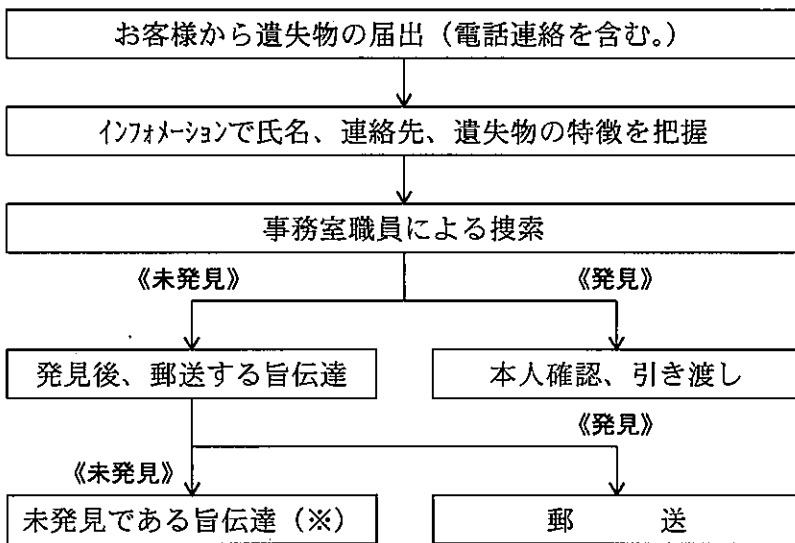 お客様から遺失物の届出（電話連絡を含む。）
ｲﾝﾌｫﾒｰｼｮﾝで氏名、連絡先、遺失物の特徴を把握
事務室職員による捜索
《未発見》
《発見》
発見後、郵送する旨伝達
本人確認、引き渡し
《発見》
《未発見》
未発見である旨伝達（※）
郵　　送